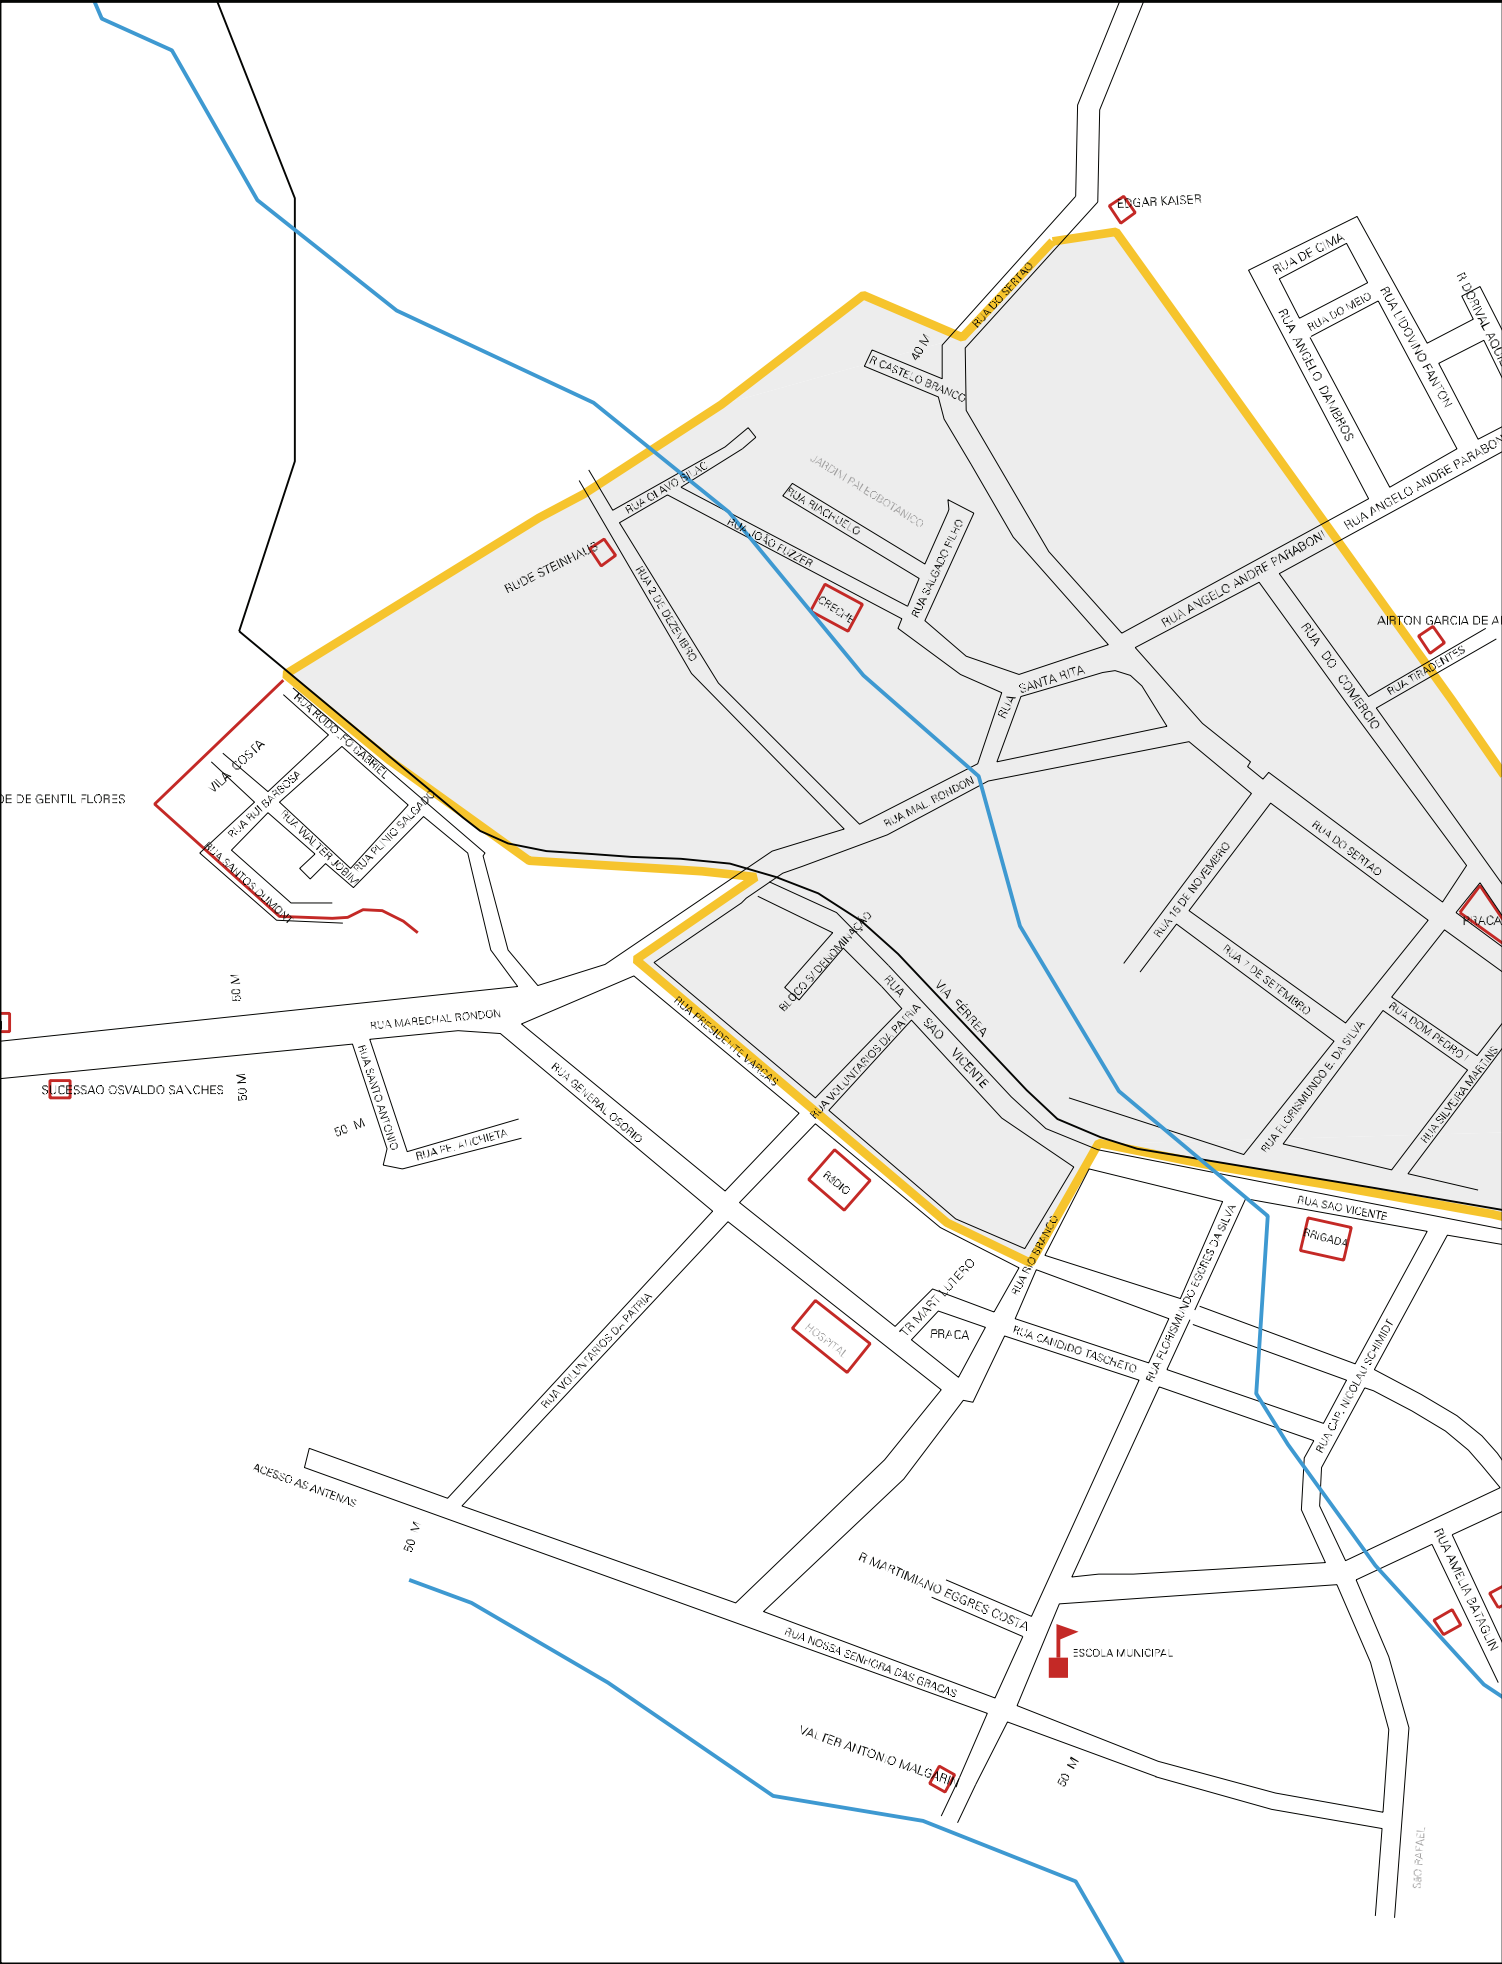 EDGAR KAISER
RUA DE CIMA
RUA DO MEIO
RUA LIDOVINO FANTON
RUA ANGELO DAMBROS
RUA DO SERTAO
40 M
R CASTELO BRANCO
RUA ANGELO ANDRE PARABONI
RUA ANGELO ANDRE PARABON
JARDIN PALEOBOTANICO
RUA OLAVO BILAC
RUA RIACHUELO
RUA JOÃO FUZZER
RUA SALGADO FILHO
RUDE STEINHAUS
RUA 2 DE DEZEMBRO
CRECHE
AIRTON GARCIA DE A
RUA TIRADENTES
RUA DO COMERCIO
RUA SANTA RITA
RUA RODOLFO GABRIEL
VILA COSTA
DE DE GENTIL FLORES
RUA RUI BARBOSA
RUA WALTER JOBIM
RUA PLINIO SALGADO
RUA SANTOS DUMONT
RUA MAL. RONDON
RUA DO SERTAO
RUA 15 DE NOVEMBRO
PRACA
BLOCO S/ DENOMINAÇAO
RUA 7 DE SETEMBRO
RUA DOM PEDRO I
VIA FÉRREA
RUA SAO VICENTE
50 M
RUA MARECHAL RONDON
RUA PRESIDENTE VARGAS
RUA VOLUNTARIOS DA PATRIA
RUA FLORISMUNDO E. DA SILVA
RUA SILVEIRA MARTINS
SUCESSAO OSVALDO SANCHES
50 M
50 M
RUA SANTO ANTONIO
RUA PE. ANCHIETA
RUA GENERAL OSORIO
RADIO
RUA SAO VICENTE
BRIGADA
RUA RIO BRANCO
RUA FLORISMUNDO EGGRES DA SILVA
TR MART LUTERO
PRACA
HOSPITAL
RUA CANDIDO TASCHETO
RUA CAP. NICOLAU SCHIMIDT
RUA VOLUNTARIOS DA PATRIA
ACESSO AS ANTENAS
50 M
R MARTIMIANO EGGRES COSTA
RUA AMELIA BATAGLIN
RUA NOSSA SENHORA DAS GRACAS
ESCOLA MUNICIPAL
VALTER ANTONIO MALGARIN
50 M
SãO RAFAEL